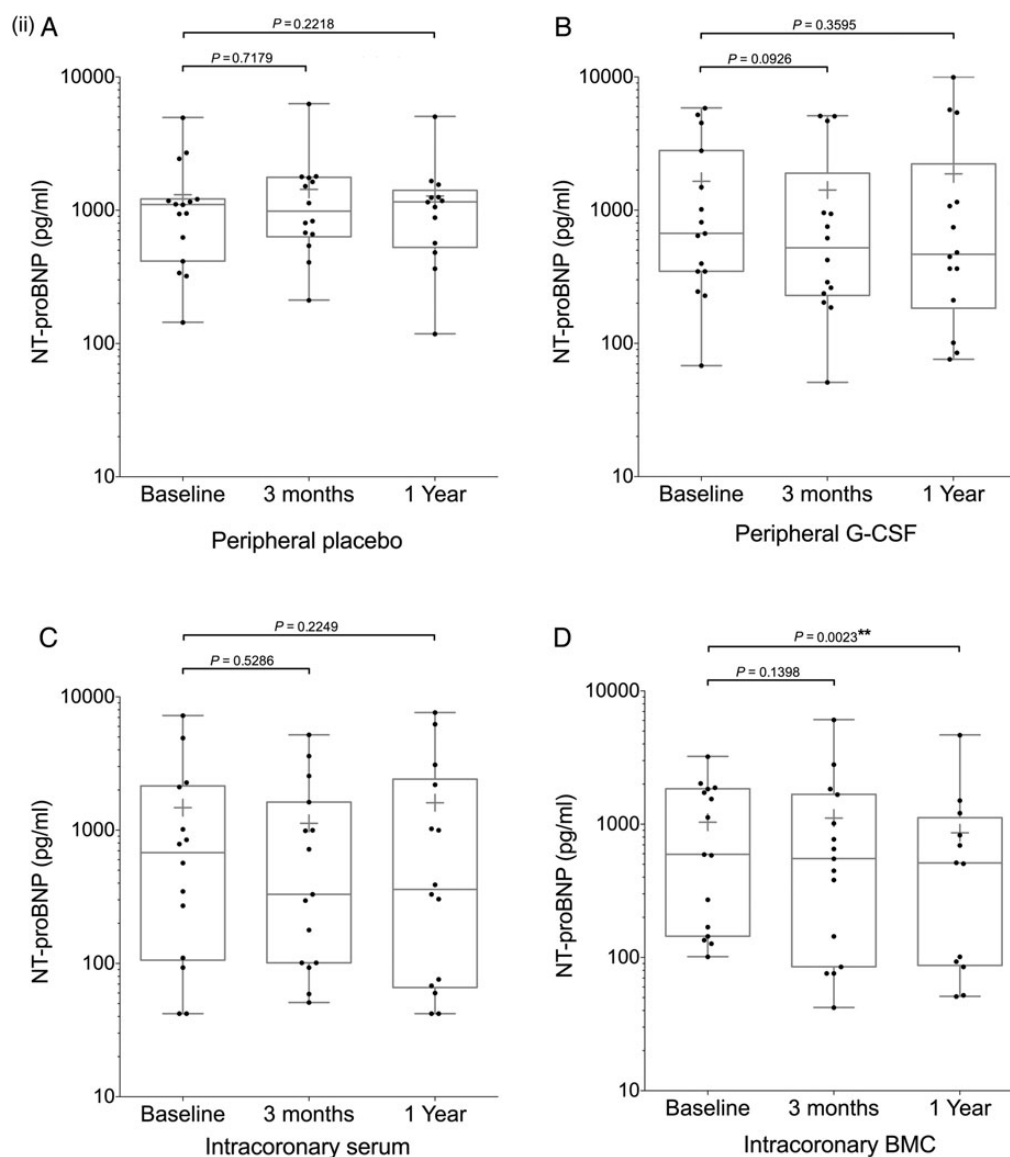 (ii) A
P = 0.2218
P = 0.7179
10000
1000
100
10
NT-proBNP (pg/ml)
Baseline 3 months 1 Year
Peripheral placebo
B
P = 0.3595
P = 0.0926
10000
1000
100
10
NT-proBNP (pg/ml)
Baseline 3 months 1 Year
Peripheral G-CSF
C
P = 0.2249
P = 0.5286
10000
1000
100
10
NT-proBNP (pg/ml)
Baseline 3 months 1 Year
Intracoronary serum
D
P = 0.0023**
P = 0.1398
10000
1000
100
10
NT-proBNP (pg/ml)
Baseline 3 months 1 Year
Intracoronary BMC